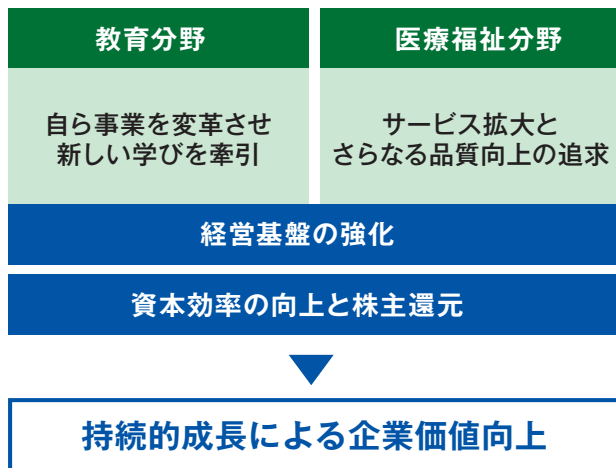 教育分野
医療福祉分野
自ら事業を変革させ
新しい学びを牽引
サービス拡大と
さらなる品質向上の追求
経営基盤の強化
資本効率の向上と株主還元
持続的成長による企業価値向上